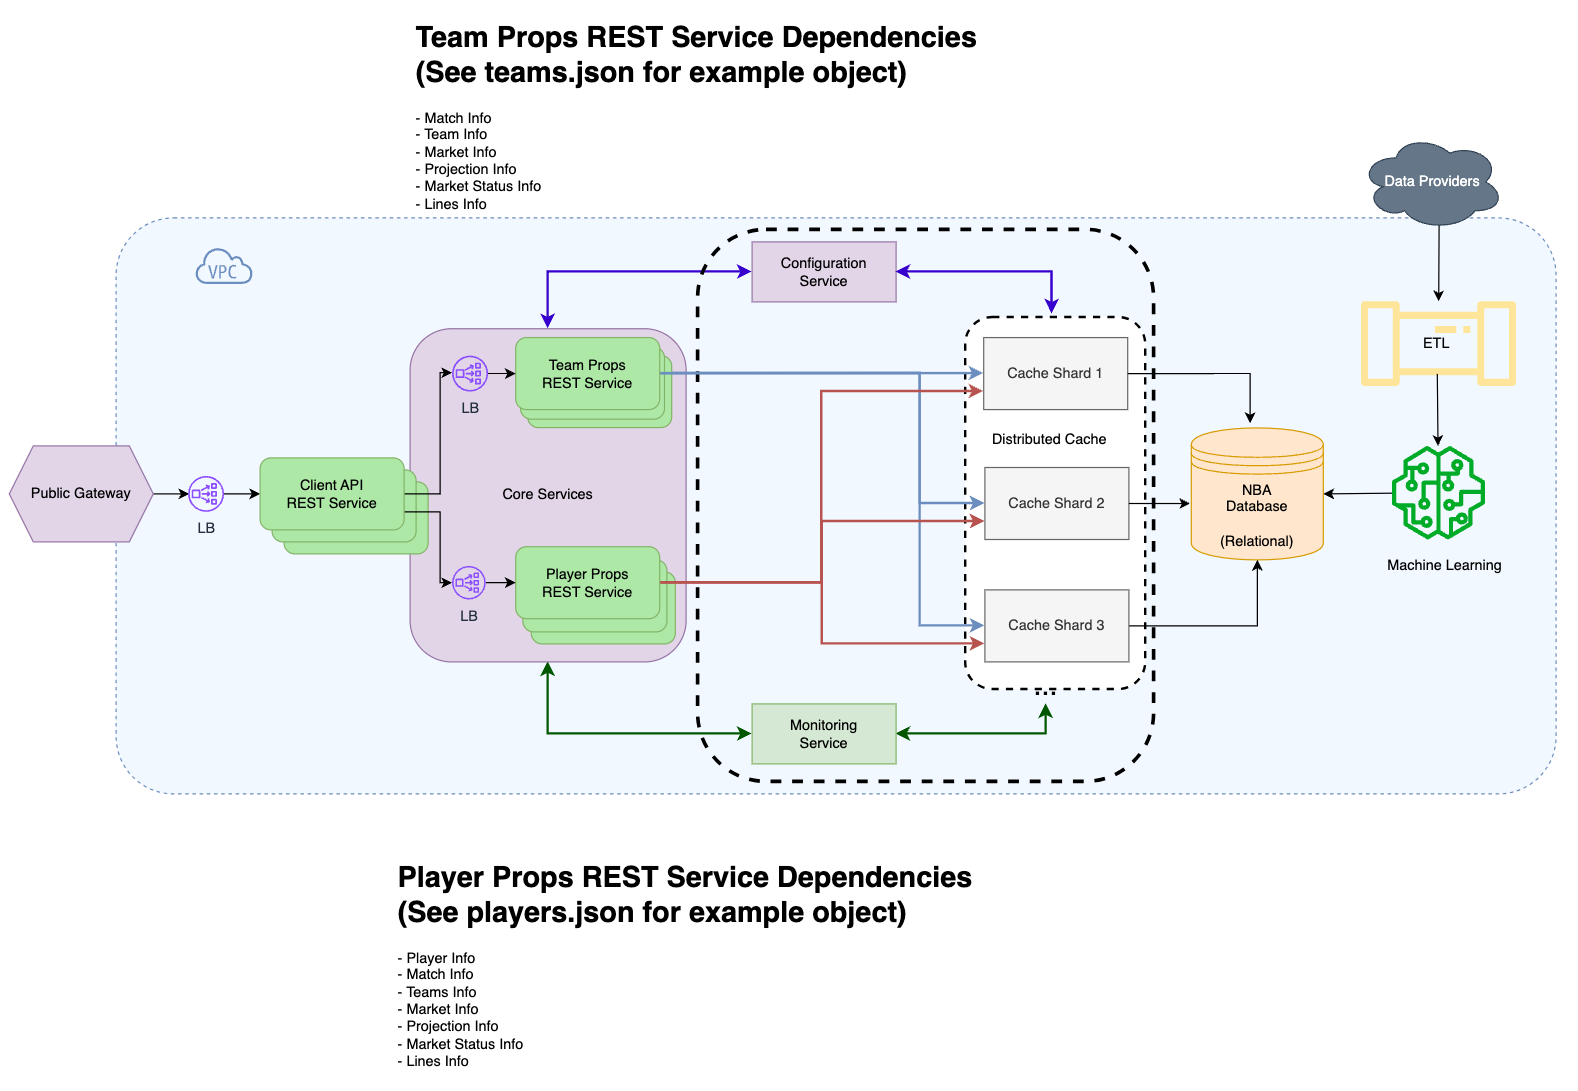 Team Props REST Service Dependencies
(See teams.json for example object)
- Match Info
- Team Info
- Market Info
- Projection Info
- Market Status Info
- Lines Info
Data Providers
VPC
Configuration
Service
ETL
Team Props
REST Service
LB
Cache Shard 1
Distributed Cache
Public Gateway
LB
Client API
REST Service
Core Services
Cache Shard 2
NBA
Database
(Relational)
Machine Learning
Player Props
REST Service
LB
Cache Shard 3
Monitoring
Service
Player Props REST Service Dependencies
(See players.json for example object)
- Player Info
- Match Info
- Teams Info
- Market Info
- Projection Info
- Market Status Info
- Lines Info